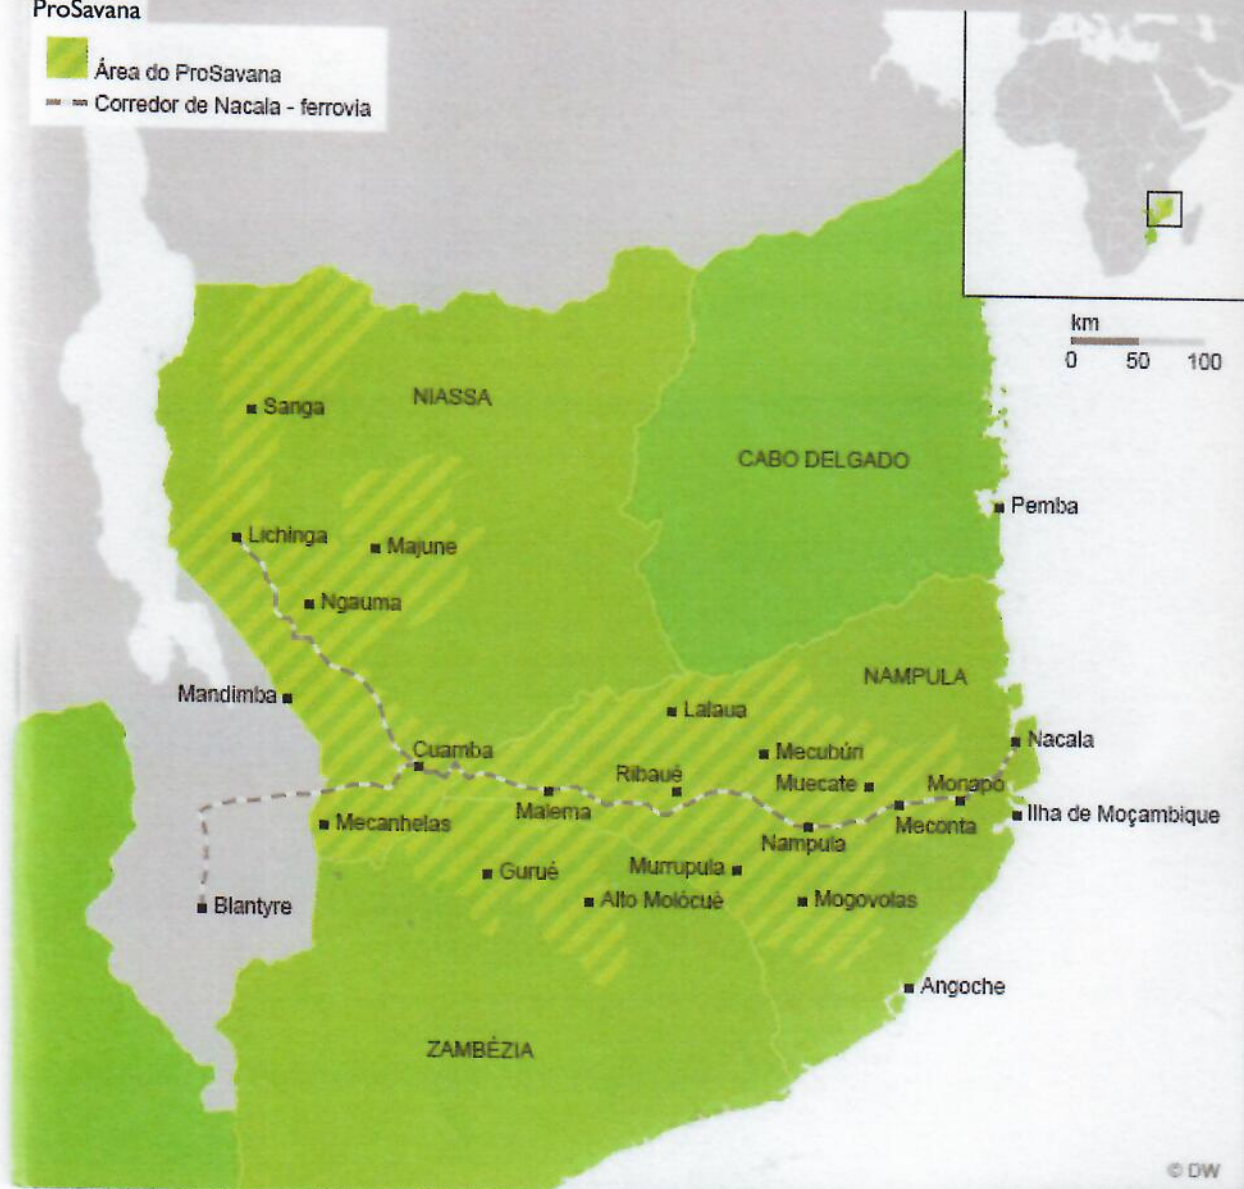 ProSavana
Área do ProSavana
Corredor de Nacala - ferrovia
km
0 50 100
Sanga
NIASSA
CABO DELGADO
Pemba
Lichinga
Majune
Ngauma
NAMPULA
Mandimba
Lalaua
Nacala
Cuamba
Mecubúri
Ribaué
Muecate
Monapo
Malema
Ilha de Moçambique
Mecanhelas
Meconta
Nampula
Gurué
Murrupula
Alto Molócuè
Mogovolas
Blantyre
Angoche
ZAMBÉZIA
© DW